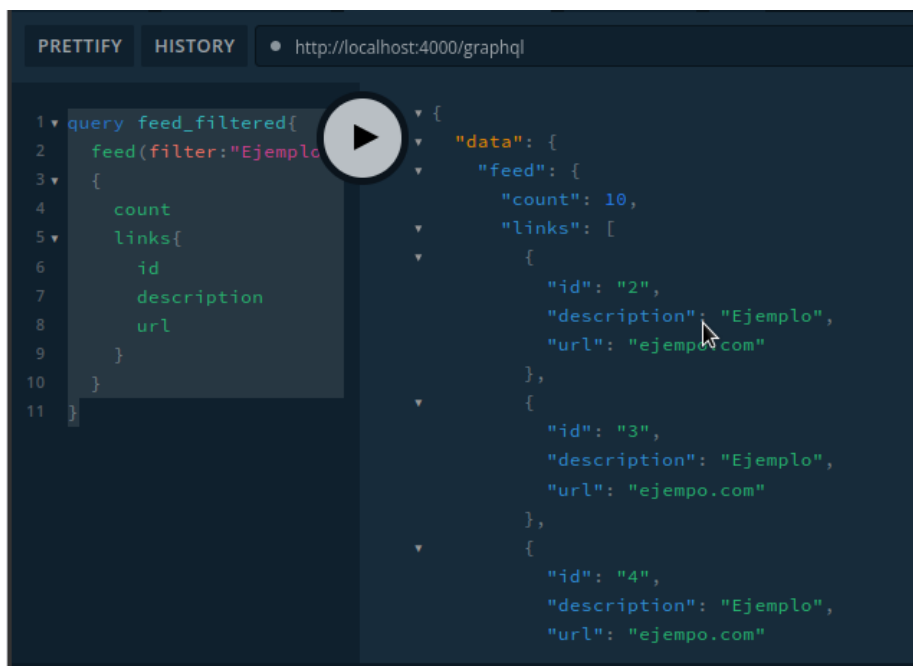 PRETTIFY HISTORY http://localhost:4000/graphql
1 query feed_filtered{
2 feed(filter:"Ejemplo
3 {
4 count
5 links{
6 id
7 description
8 url
9 }
10 }
11 }
{
"data": {
"feed": {
"count": 10,
"links": [
{
"id": "2",
"description": "Ejemplo",
"url": "ejempo.com"
},
{
"id": "3",
"description": "Ejemplo",
"url": "ejempo.com"
},
{
"id": "4",
"description": "Ejemplo",
"url": "ejempo.com"